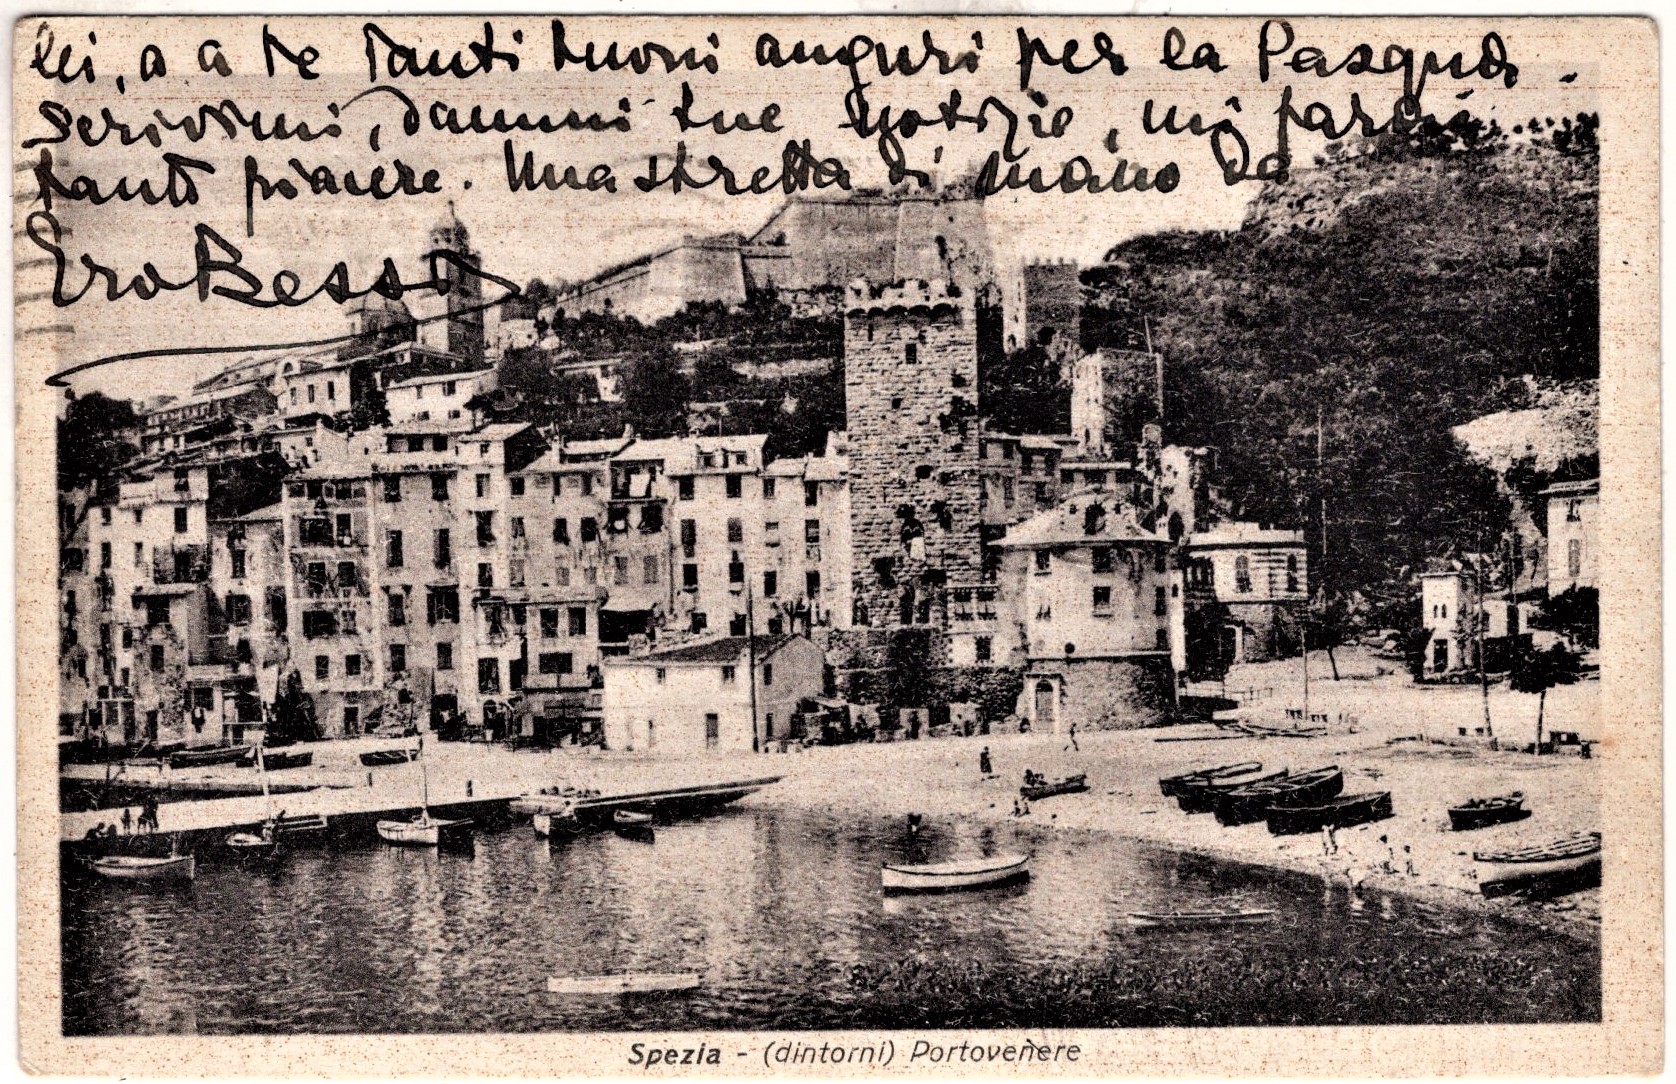 lei, a a te tanti buoni auguri per la Pasqua.
Scrivimi, dammi tue notizie, mi farai
tanto piacere. Una stretta di mano da
Ero Besso
Spezia - (dintorni) Portovenere